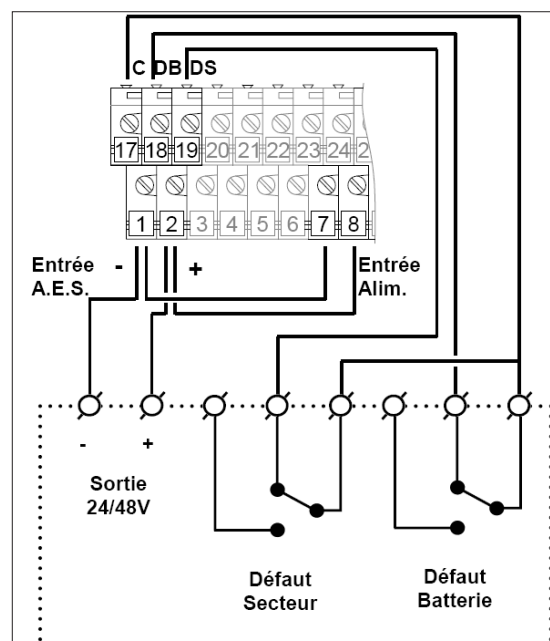 C DB DS
17 18 19 20 21 22 23 24 2
1 2 3 4 5 6 7 8
Entrée - + Entrée
A.E.S. Alim.
- +
Sortie
24/48V
Défaut
Secteur
Défaut
Batterie